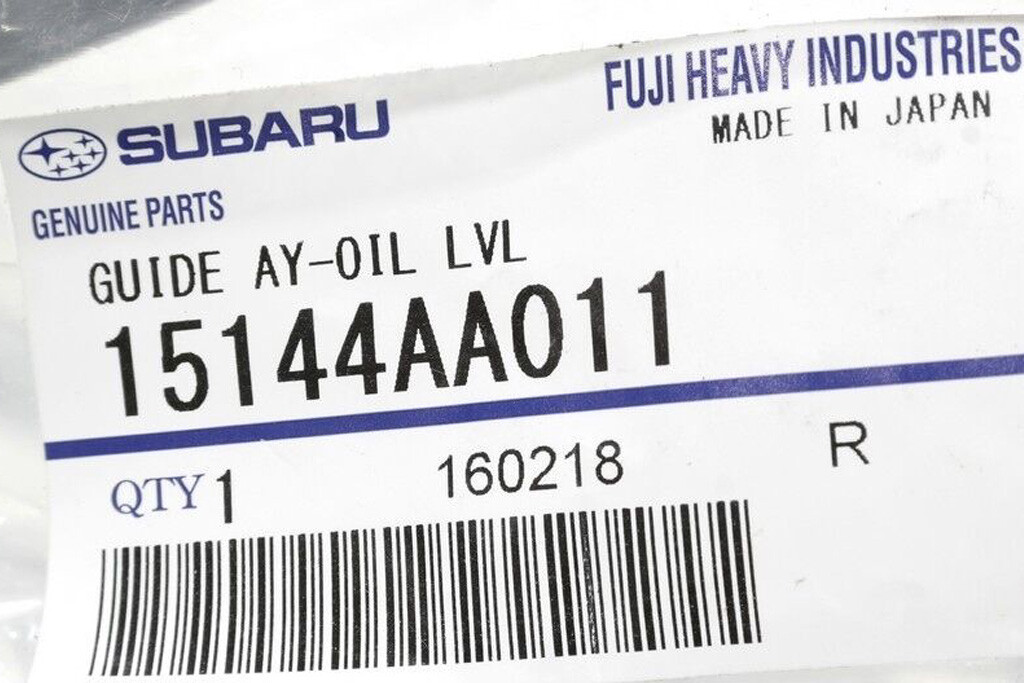 FUJI HEAVY INDUSTRIES
MADE IN JAPAN
SUBARU
GENUINE PARTS
GUIDE AY-OIL LVL
15144AA011
QTY 1 160218 R